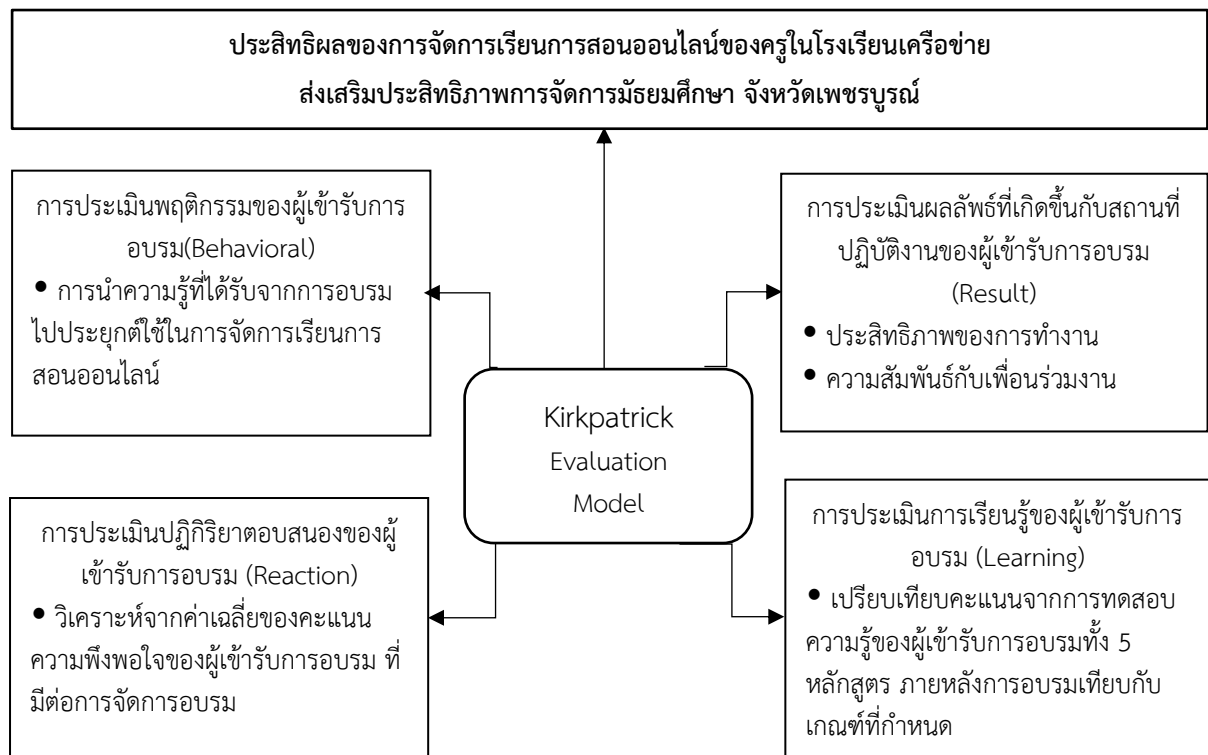 ประสิทธิผลของการจัดการเรียนการสอนออนไลน์ของครูในโรงเรียนเครือข่าย
ส่งเสริมประสิทธิภาพการจัดการมัธยมศึกษา จังหวัดเพชรบูรณ์
การประเมินพฤติกรรมของผู้เข้ารับการ
อบรม(Behavioral)
• การนำความรู้ที่ได้รับจากการอบรม
ไปประยุกต์ใช้ในการจัดการเรียนการ
สอนออนไลน์
การประเมินผลลัพธ์ที่เกิดขึ้นกับสถานที่
ปฏิบัติงานของผู้เข้ารับการอบรม
(Result)
• ประสิทธิภาพของการทำงาน
• ความสัมพันธ์กับเพื่อนร่วมงาน
Kirkpatrick
Evaluation
Model
การประเมินปฏิกิริยาตอบสนองของผู้
เข้ารับการอบรม (Reaction)
• วิเคราะห์จากค่าเฉลี่ยของคะแนน
ความพึงพอใจของผู้เข้ารับการอบรม ที่
มีต่อการจัดการอบรม
การประเมินการเรียนรู้ของผู้เข้ารับการ
อบรม (Learning)
• เปรียบเทียบคะแนนจากการทดสอบ
ความรู้ของผู้เข้ารับการอบรมทั้ง 5
หลักสูตร ภายหลังการอบรมเทียบกับ
เกณฑ์ที่กำหนด